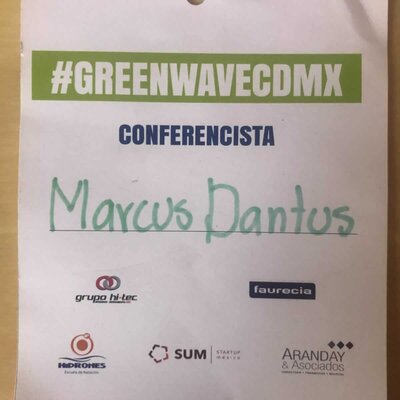 #GREENWAVECDMX
CONFERENCISTA
Marcus Dantus
grupo hi-tec
faurecia
HiDRONES
Escuela de Natación
SUM STARTUP méxico
ARANDAY & Asociados